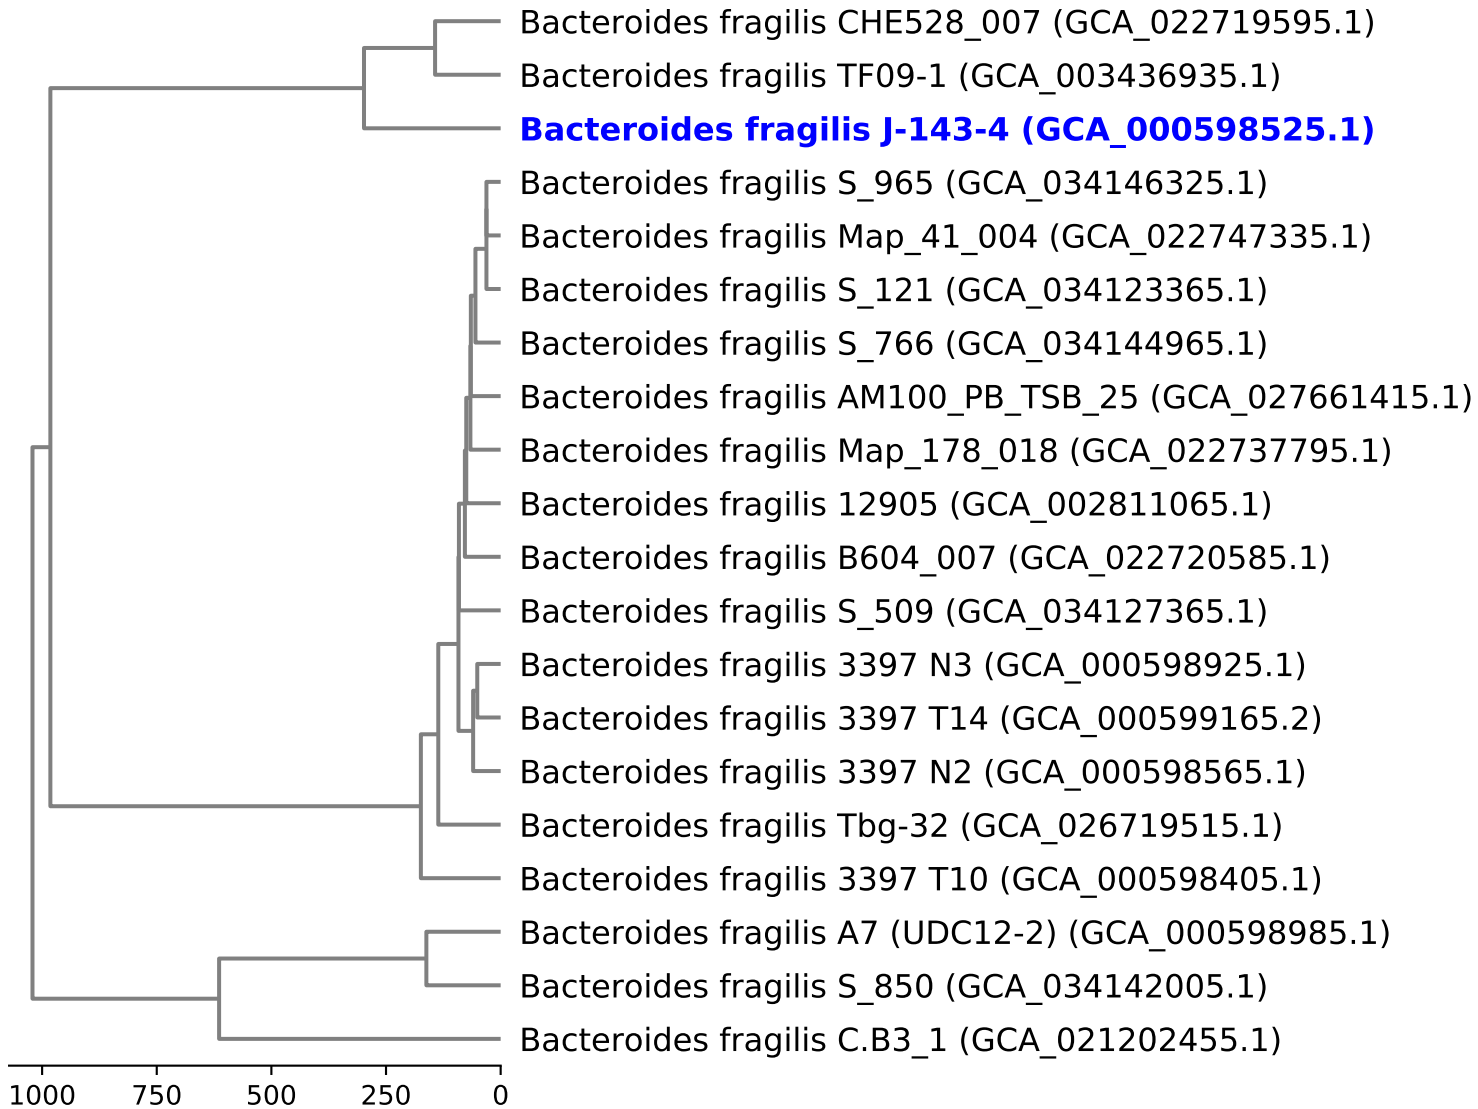 Bacteroides fragilis CHE528_007 (GCA_022719595.1)
Bacteroides fragilis TF09-1 (GCA_003436935.1)
Bacteroides fragilis J-143-4 (GCA_000598525.1)
Bacteroides fragilis S_965 (GCA_034146325.1)
Bacteroides fragilis Map_41_004 (GCA_022747335.1)
Bacteroides fragilis S_121 (GCA_034123365.1)
Bacteroides fragilis S_766 (GCA_034144965.1)
Bacteroides fragilis AM100_PB_TSB_25 (GCA_027661415.1)
Bacteroides fragilis Map_178_018 (GCA_022737795.1)
Bacteroides fragilis 12905 (GCA_002811065.1)
Bacteroides fragilis B604_007 (GCA_022720585.1)
Bacteroides fragilis S_509 (GCA_034127365.1)
Bacteroides fragilis 3397 N3 (GCA_000598925.1)
Bacteroides fragilis 3397 T14 (GCA_000599165.2)
Bacteroides fragilis 3397 N2 (GCA_000598565.1)
Bacteroides fragilis Tbg-32 (GCA_026719515.1)
Bacteroides fragilis 3397 T10 (GCA_000598405.1)
Bacteroides fragilis A7 (UDC12-2) (GCA_000598985.1)
Bacteroides fragilis S_850 (GCA_034142005.1)
Bacteroides fragilis C.B3_1 (GCA_021202455.1)
1000 750 500 250 0